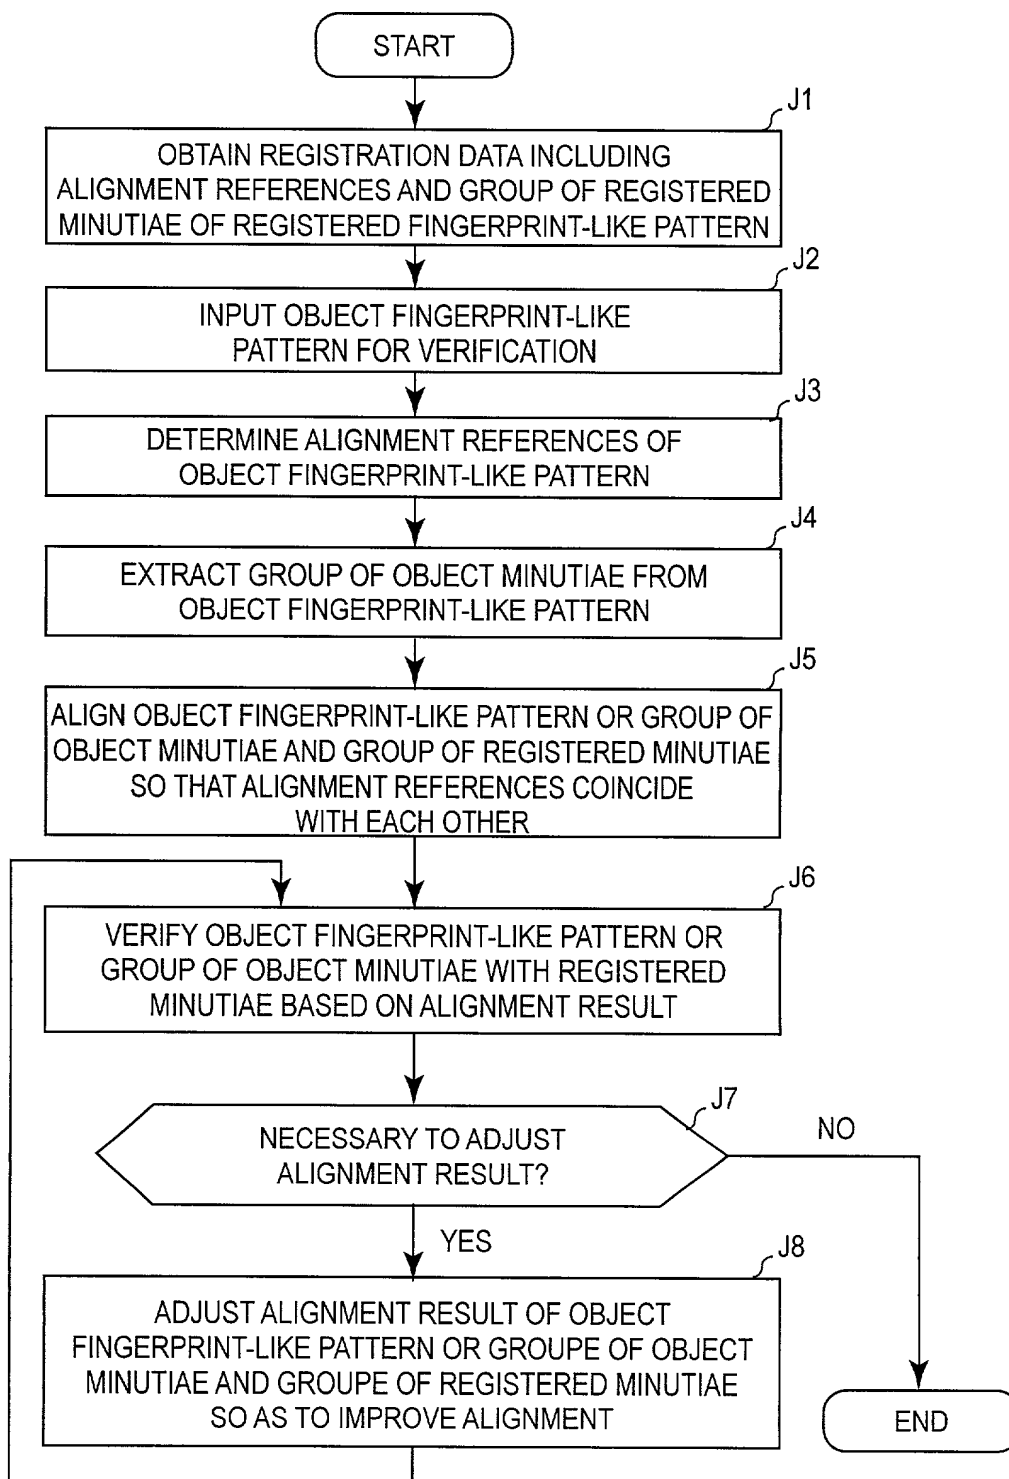 START
J1
OBTAIN REGISTRATION DATA INCLUDING
ALIGNMENT REFERENCES AND GROUP OF REGISTERED
MINUTIAE OF REGISTERED FINGERPRINT-LIKE PATTERN
J2
INPUT OBJECT FINGERPRINT-LIKE
PATTERN FOR VERIFICATION
J3
DETERMINE ALIGNMENT REFERENCES OF
OBJECT FINGERPRINT-LIKE PATTERN
J4
EXTRACT GROUP OF OBJECT MINUTIAE FROM
OBJECT FINGERPRINT-LIKE PATTERN
J5
ALIGN OBJECT FINGERPRINT-LIKE PATTERN OR GROUP OF
OBJECT MINUTIAE AND GROUP OF REGISTERED MINUTIAE
SO THAT ALIGNMENT REFERENCES COINCIDE
WITH EACH OTHER
J6
VERIFY OBJECT FINGERPRINT-LIKE PATTERN OR
GROUP OF OBJECT MINUTIAE WITH REGISTERED
MINUTIAE BASED ON ALIGNMENT RESULT
J7
NECESSARY TO ADJUST
ALIGNMENT RESULT?
NO
YES
J8
ADJUST ALIGNMENT RESULT OF OBJECT
FINGERPRINT-LIKE PATTERN OR GROUPE OF OBJECT
MINUTIAE AND GROUPE OF REGISTERED MINUTIAE
SO AS TO IMPROVE ALIGNMENT
END